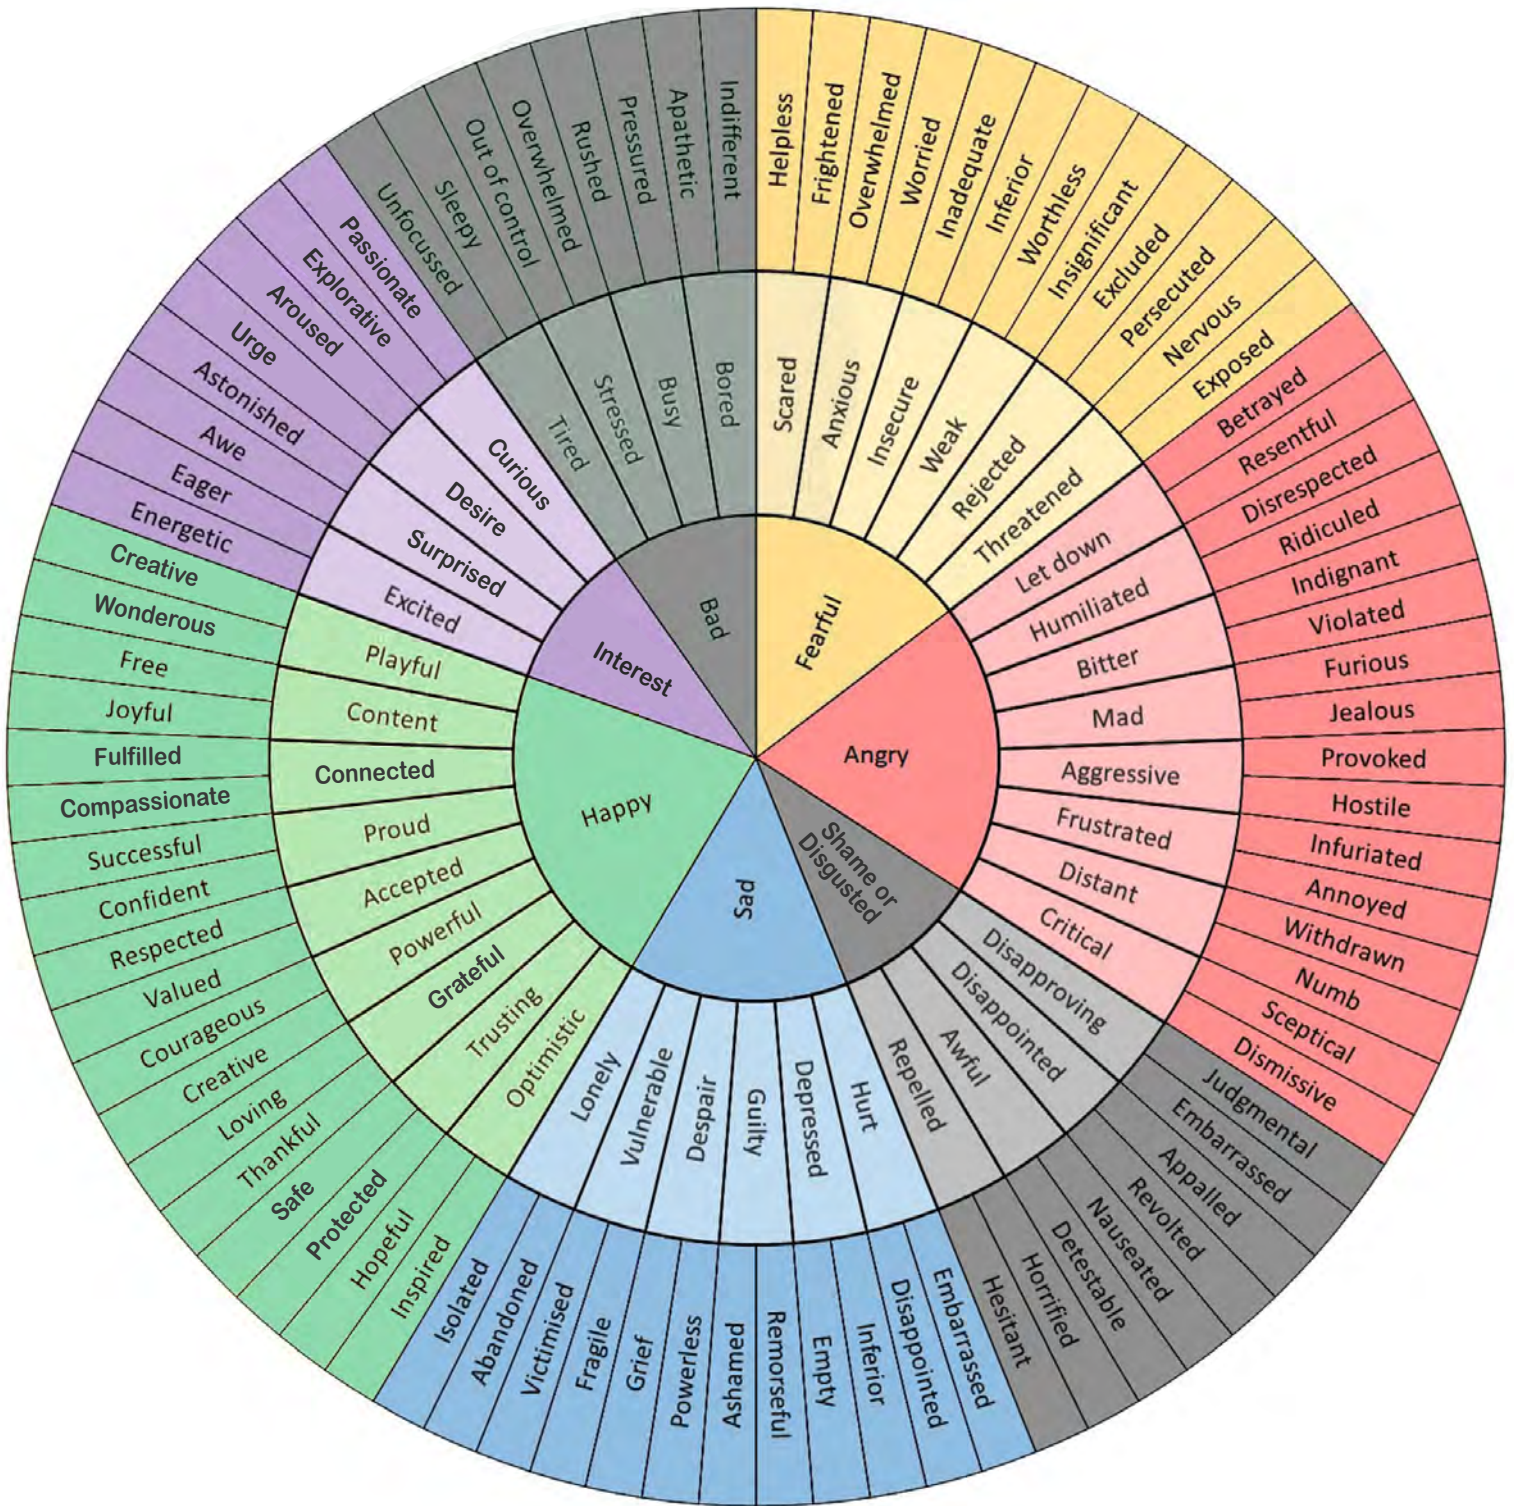 Fearful
Angry
Shame or
Disgusted
Sad
Happy
Interest
Bad
Scared
Anxious
Insecure
Weak
Rejected
Threatened
Let down
Humiliated
Bitter
Mad
Aggressive
Frustrated
Distant
Critical
Disapproving
Disappointed
Awful
Repelled
Hurt
Depressed
Guilty
Despair
Vulnerable
Lonely
Optimistic
Trusting
Grateful
Powerful
Accepted
Proud
Connected
Content
Playful
Excited
Surprised
Desire
Curious
Tired
Stressed
Busy
Bored
Helpless
Frightened
Overwhelmed
Worried
Inadequate
Inferior
Worthless
Insignificant
Excluded
Persecuted
Nervous
Exposed
Betrayed
Resentful
Disrespected
Ridiculed
Indignant
Violated
Furious
Jealous
Provoked
Hostile
Infuriated
Annoyed
Withdrawn
Numb
Sceptical
Dismissive
Judgmental
Embarrassed
Appalled
Revolted
Nauseated
Detestable
Horrified
Hesitant
Embarrassed
Disappointed
Inferior
Empty
Remorseful
Ashamed
Powerless
Grief
Fragile
Victimised
Abandoned
Isolated
Inspired
Hopeful
Protected
Safe
Thankful
Loving
Creative
Courageous
Valued
Respected
Confident
Successful
Compassionate
Fulfilled
Joyful
Free
Wonderous
Creative
Energetic
Eager
Awe
Astonished
Urge
Aroused
Explorative
Passionate
Unfocussed
Sleepy
Out of control
Overwhelmed
Rushed
Pressured
Apathetic
Indifferent